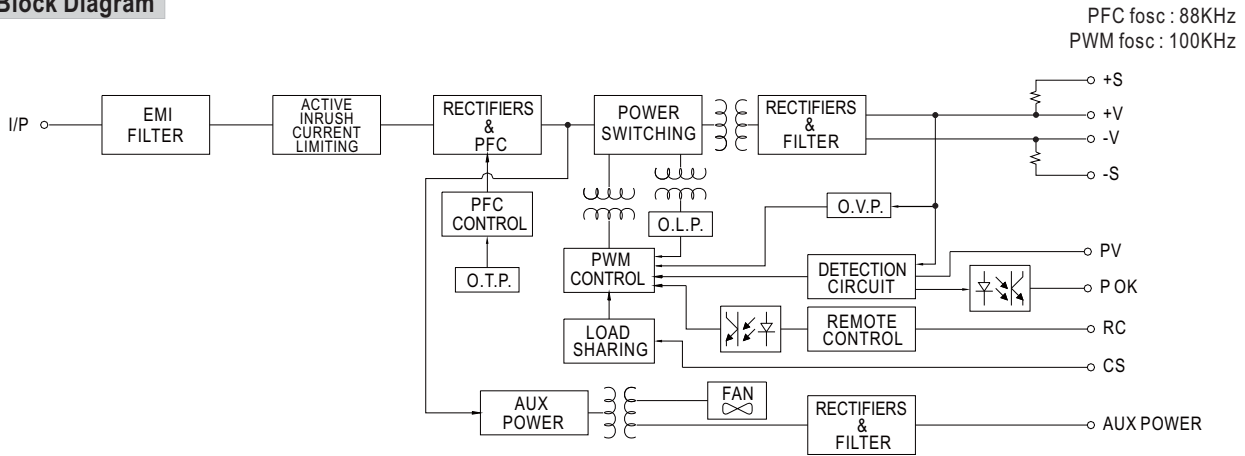 Block Diagram
PFC fosc : 88KHz
PWM fosc : 100KHz
I/P
EMI
FILTER
ACTIVE
INRUSH
CURRENT
LIMITING
RECTIFIERS
&
PFC
POWER
SWITCHING
RECTIFIERS
&
FILTER
+S
+V
-V
-S
PFC
CONTROL
O.L.P.
O.V.P.
O.T.P.
PWM
CONTROL
DETECTION
CIRCUIT
PV
P OK
LOAD
SHARING
REMOTE
CONTROL
RC
CS
AUX
POWER
FAN
RECTIFIERS
&
FILTER
AUX POWER